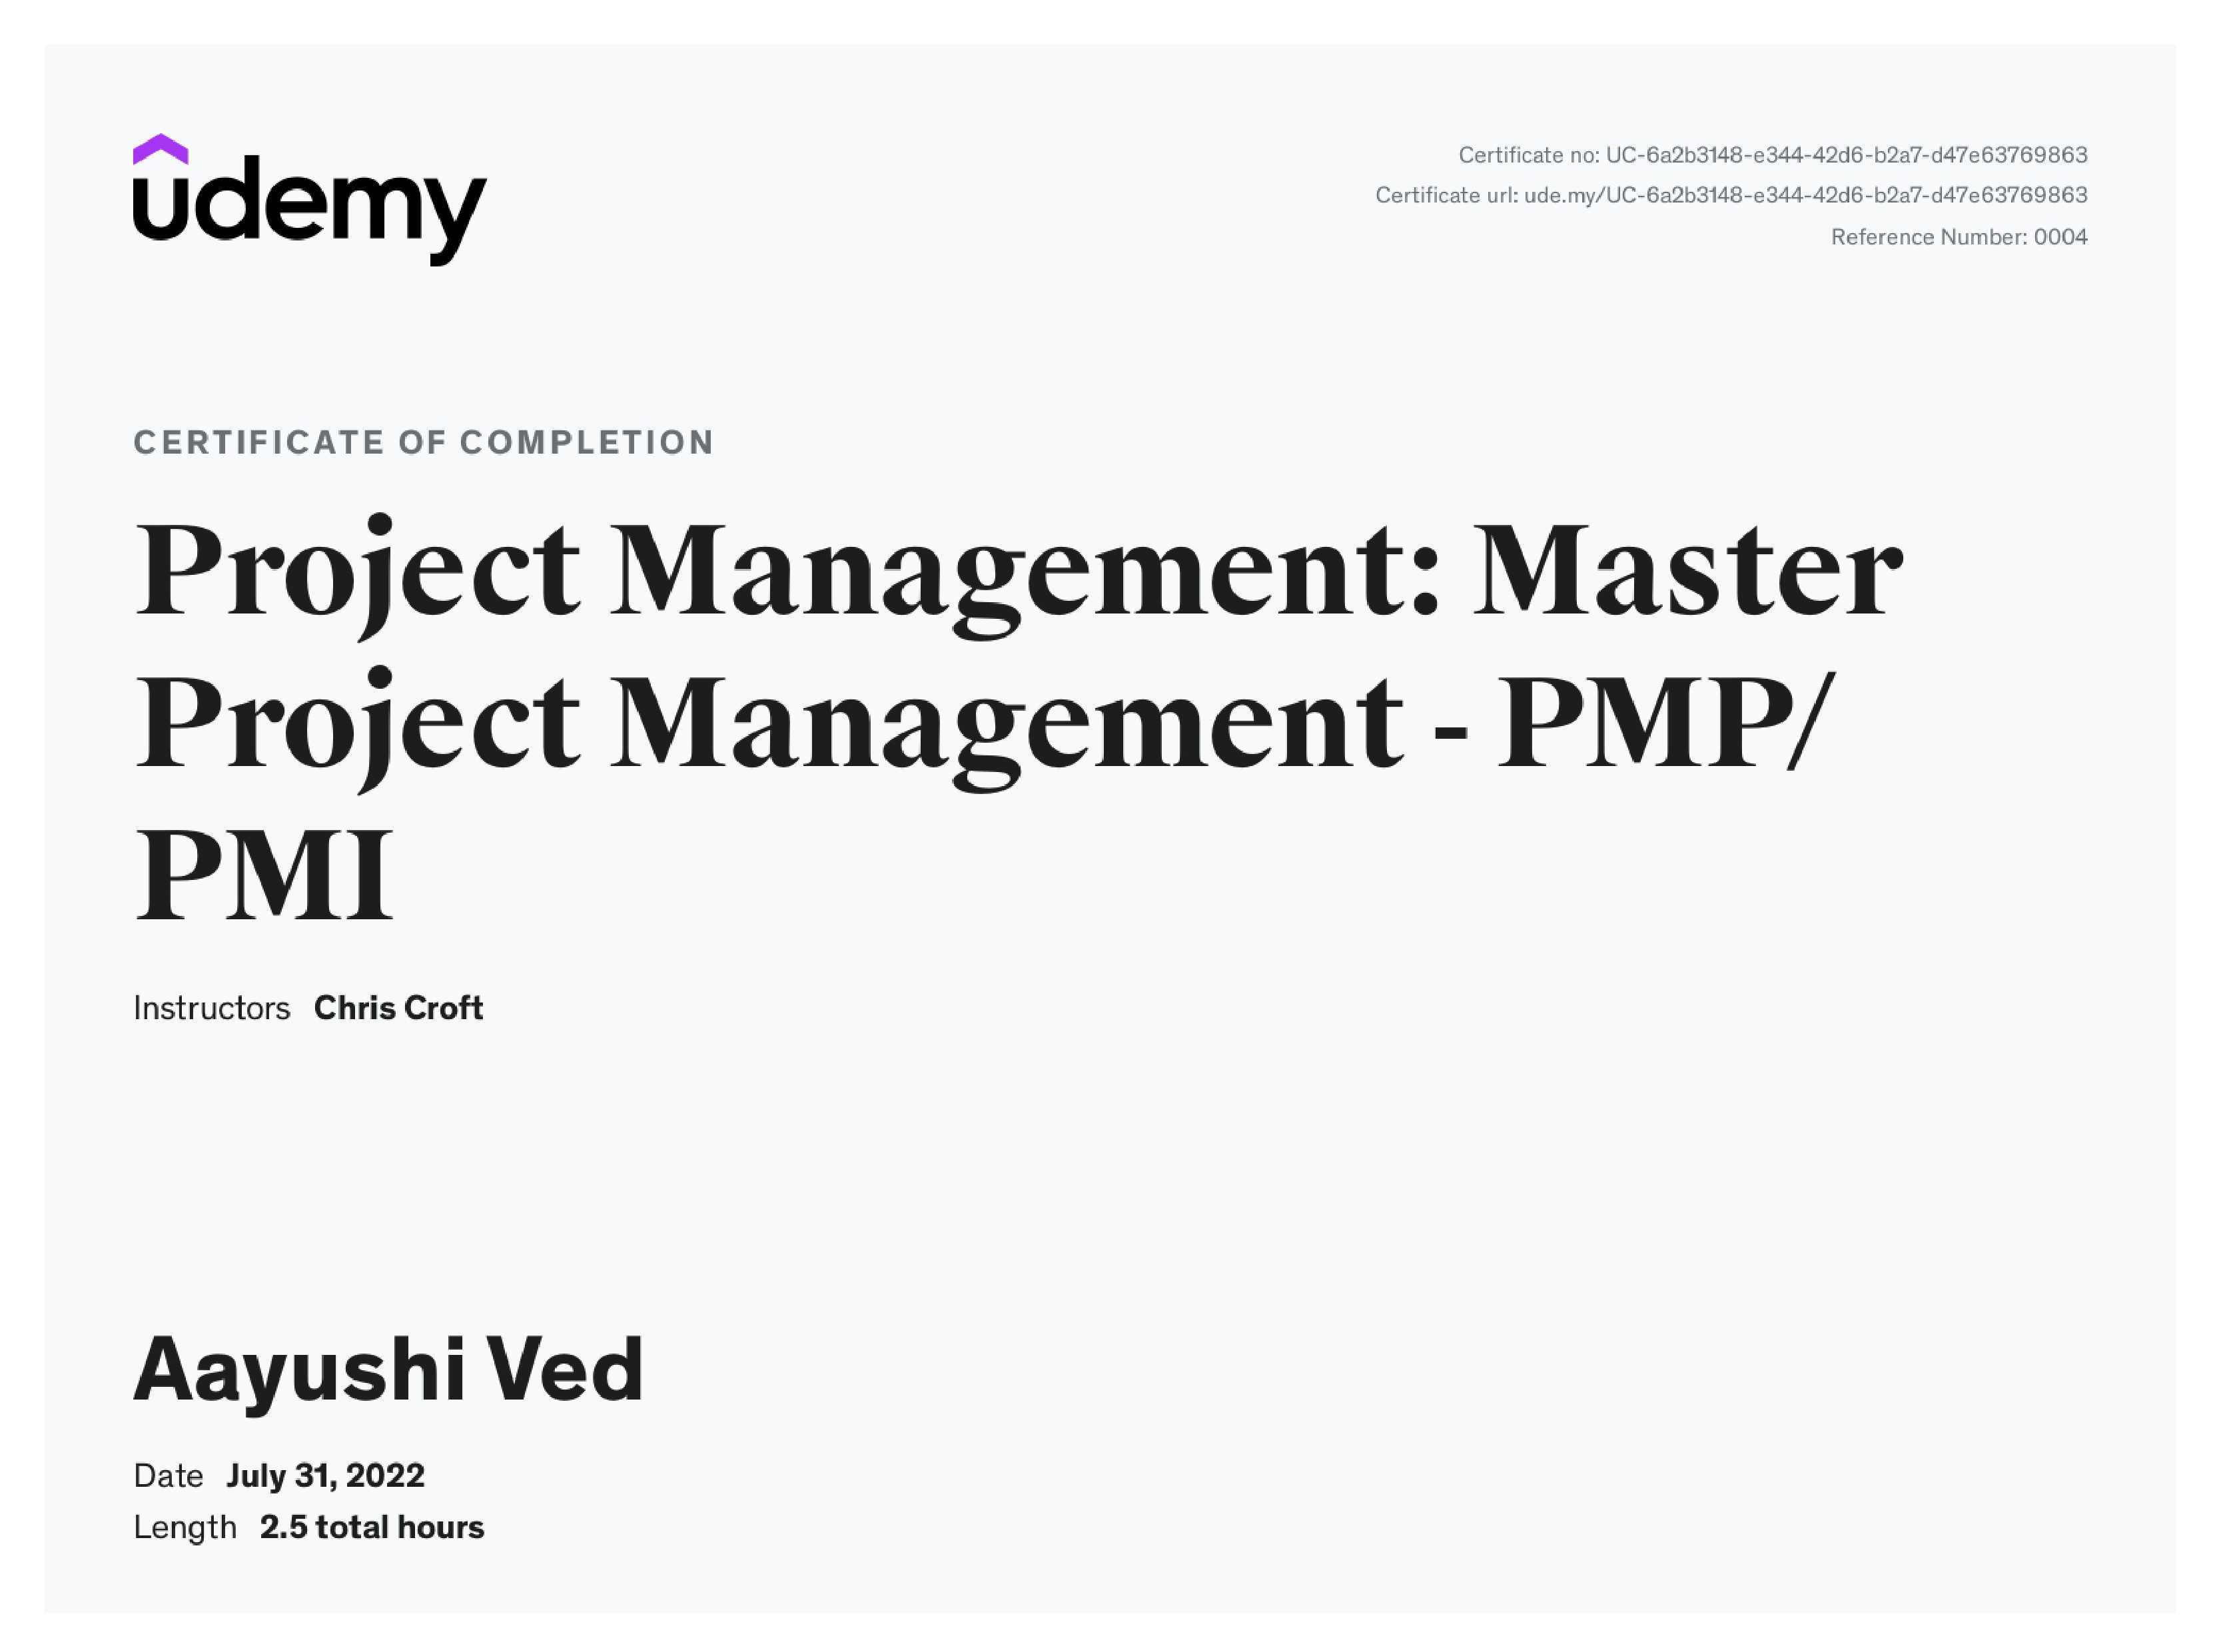 udemy
Certificate no: UC-6a2b3148-e344-42d6-b2a7-d47e63769863
Certificate url: ude.my/UC-6a2b3148-e344-42d6-b2a7-d47e63769863
Reference Number: 0004
CERTIFICATE OF COMPLETION
Project Management: Master
Project Management - PMP/
PMI
Instructors Chris Croft
Aayushi Ved
Date July 31, 2022
Length 2.5 total hours